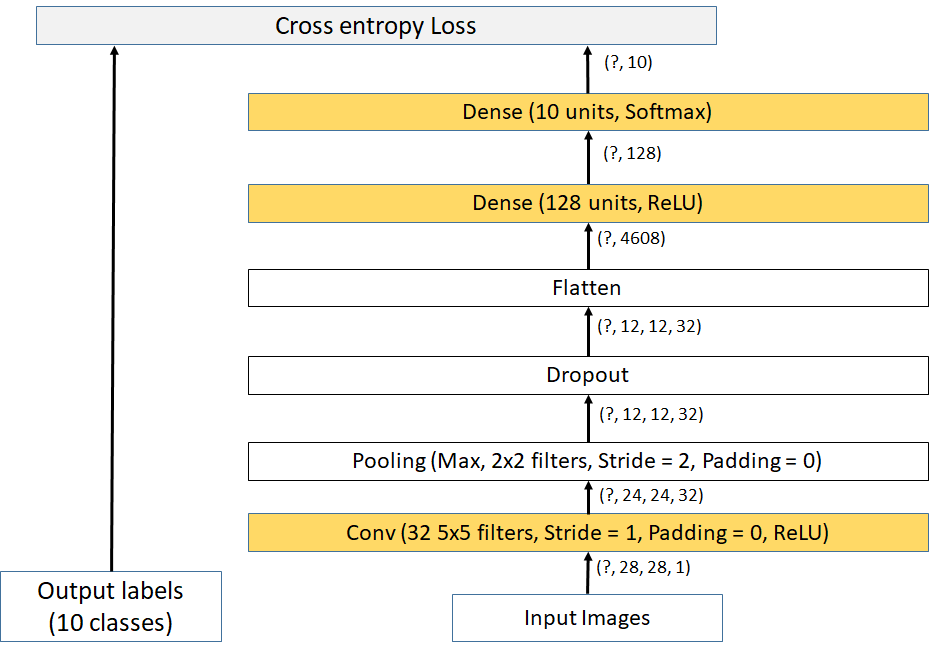 Cross entropy Loss
(?, 10)
Dense (10 units, Softmax)
(?, 128)
Dense (128 units, ReLU)
(?, 4608)
Flatten
(?, 12, 12, 32)
Dropout
(?, 12, 12, 32)
Pooling (Max, 2x2 filters, Stride = 2, Padding = 0)
(?, 24, 24, 32)
Conv (32 5x5 filters, Stride = 1, Padding = 0, ReLU)
(?, 28, 28, 1)
Output labels
(10 classes)
Input Images